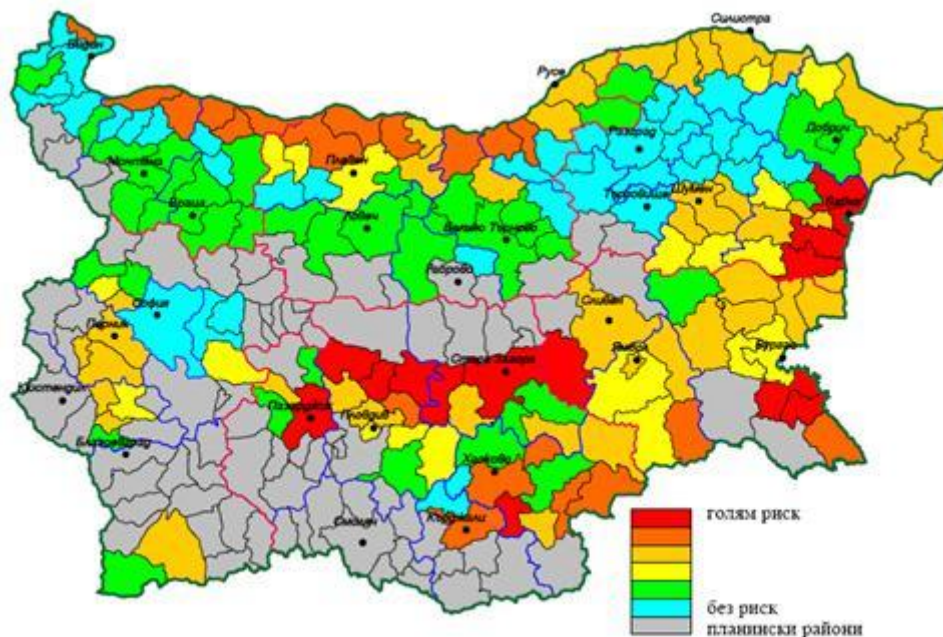 Силистра
Видин
Русе
Разград
Добрич
Монтана
Плевен
Търговище
Шумен
Варна
Враца
Ловеч
Велико Търново
Габрово
София
Сливен
Перник
Стара Загора
Ямбол
Бургас
Кюстендил
Пазарджик
Пловдив
Благоевград
Хасково
Смолян
Кърджали
голям риск
без риск
планински райони